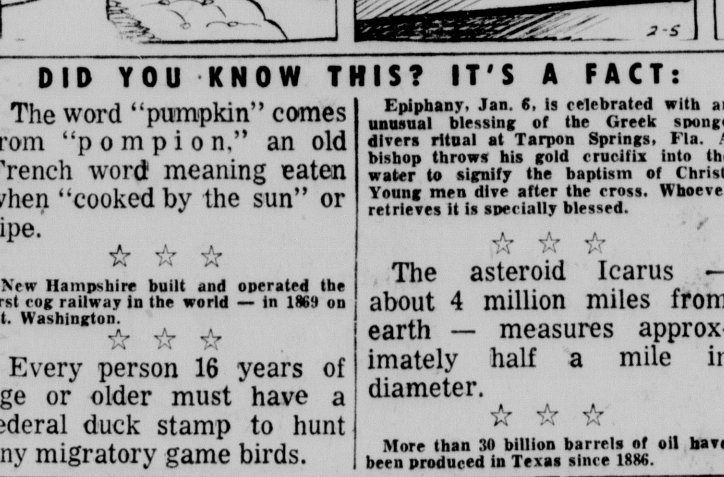 2-5
DID YOU KNOW THIS? IT'S A FACT:
The word "pumpkin" comes
rom "pompion," an old
rench word meaning eaten
hen "cooked by the sun" or
ipe.
New Hampshire built and operated the
rst cog railway in the world — in 1869 on
t. Washington.
Every person 16 years of
ge or older must have a
ederal duck stamp to hunt
ny migratory game birds.
Epiphany, Jan. 6, is celebrated with a
unusual blessing of the Greek spong
divers ritual at Tarpon Springs, Fla.
bishop throws his gold crucifix into th
water to signify the baptism of Christ
Young men dive after the cross. Whoeve
retrieves it is specially blessed.
The asteroid Icarus —
about 4 million miles from
earth — measures approx-
imately half a mile in
diameter.
More than 30 billion barrels of oil have
been produced in Texas since 1886.